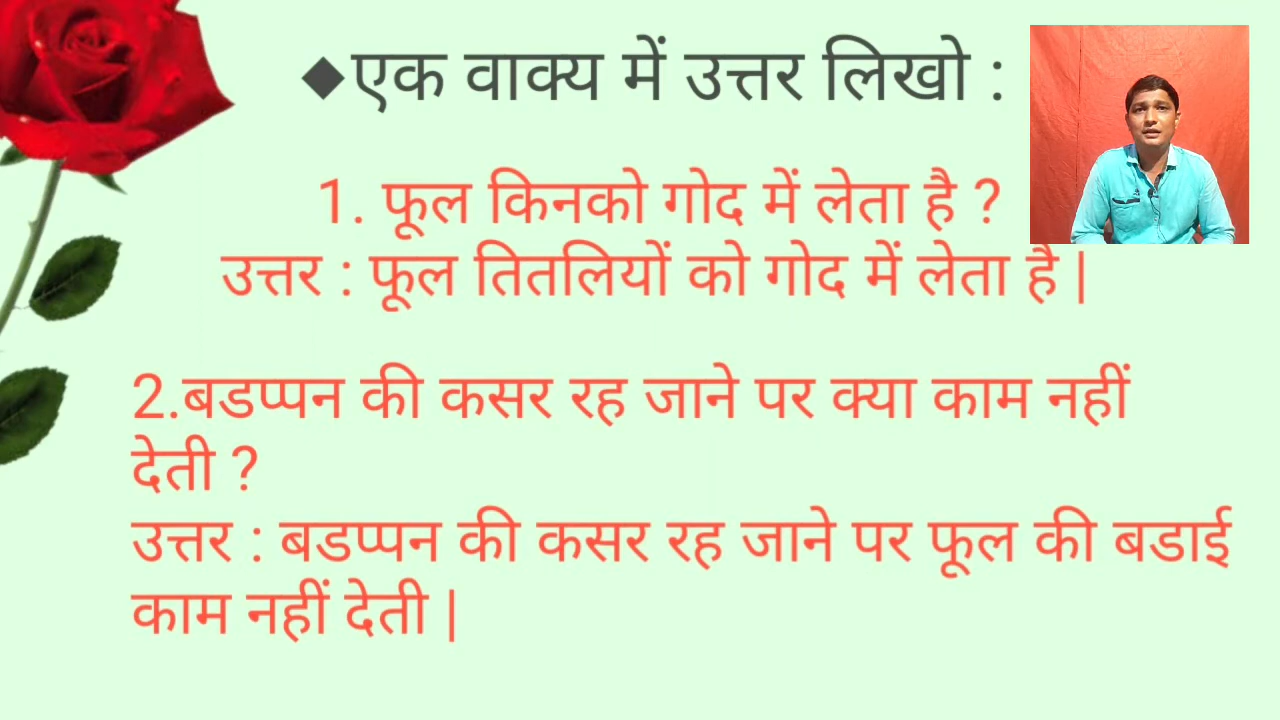 ◆एक वाक्य में उत्तर लिखो :
1. फूल किनको गोद में लेता है ?
उत्तर : फूल तितलियों को गोद में लेता है |
2.बडप्पन की कसर रह जाने पर क्या काम नहीं
देती ?
उत्तर : बडप्पन की कसर रह जाने पर फूल की बडाई
काम नहीं देती |